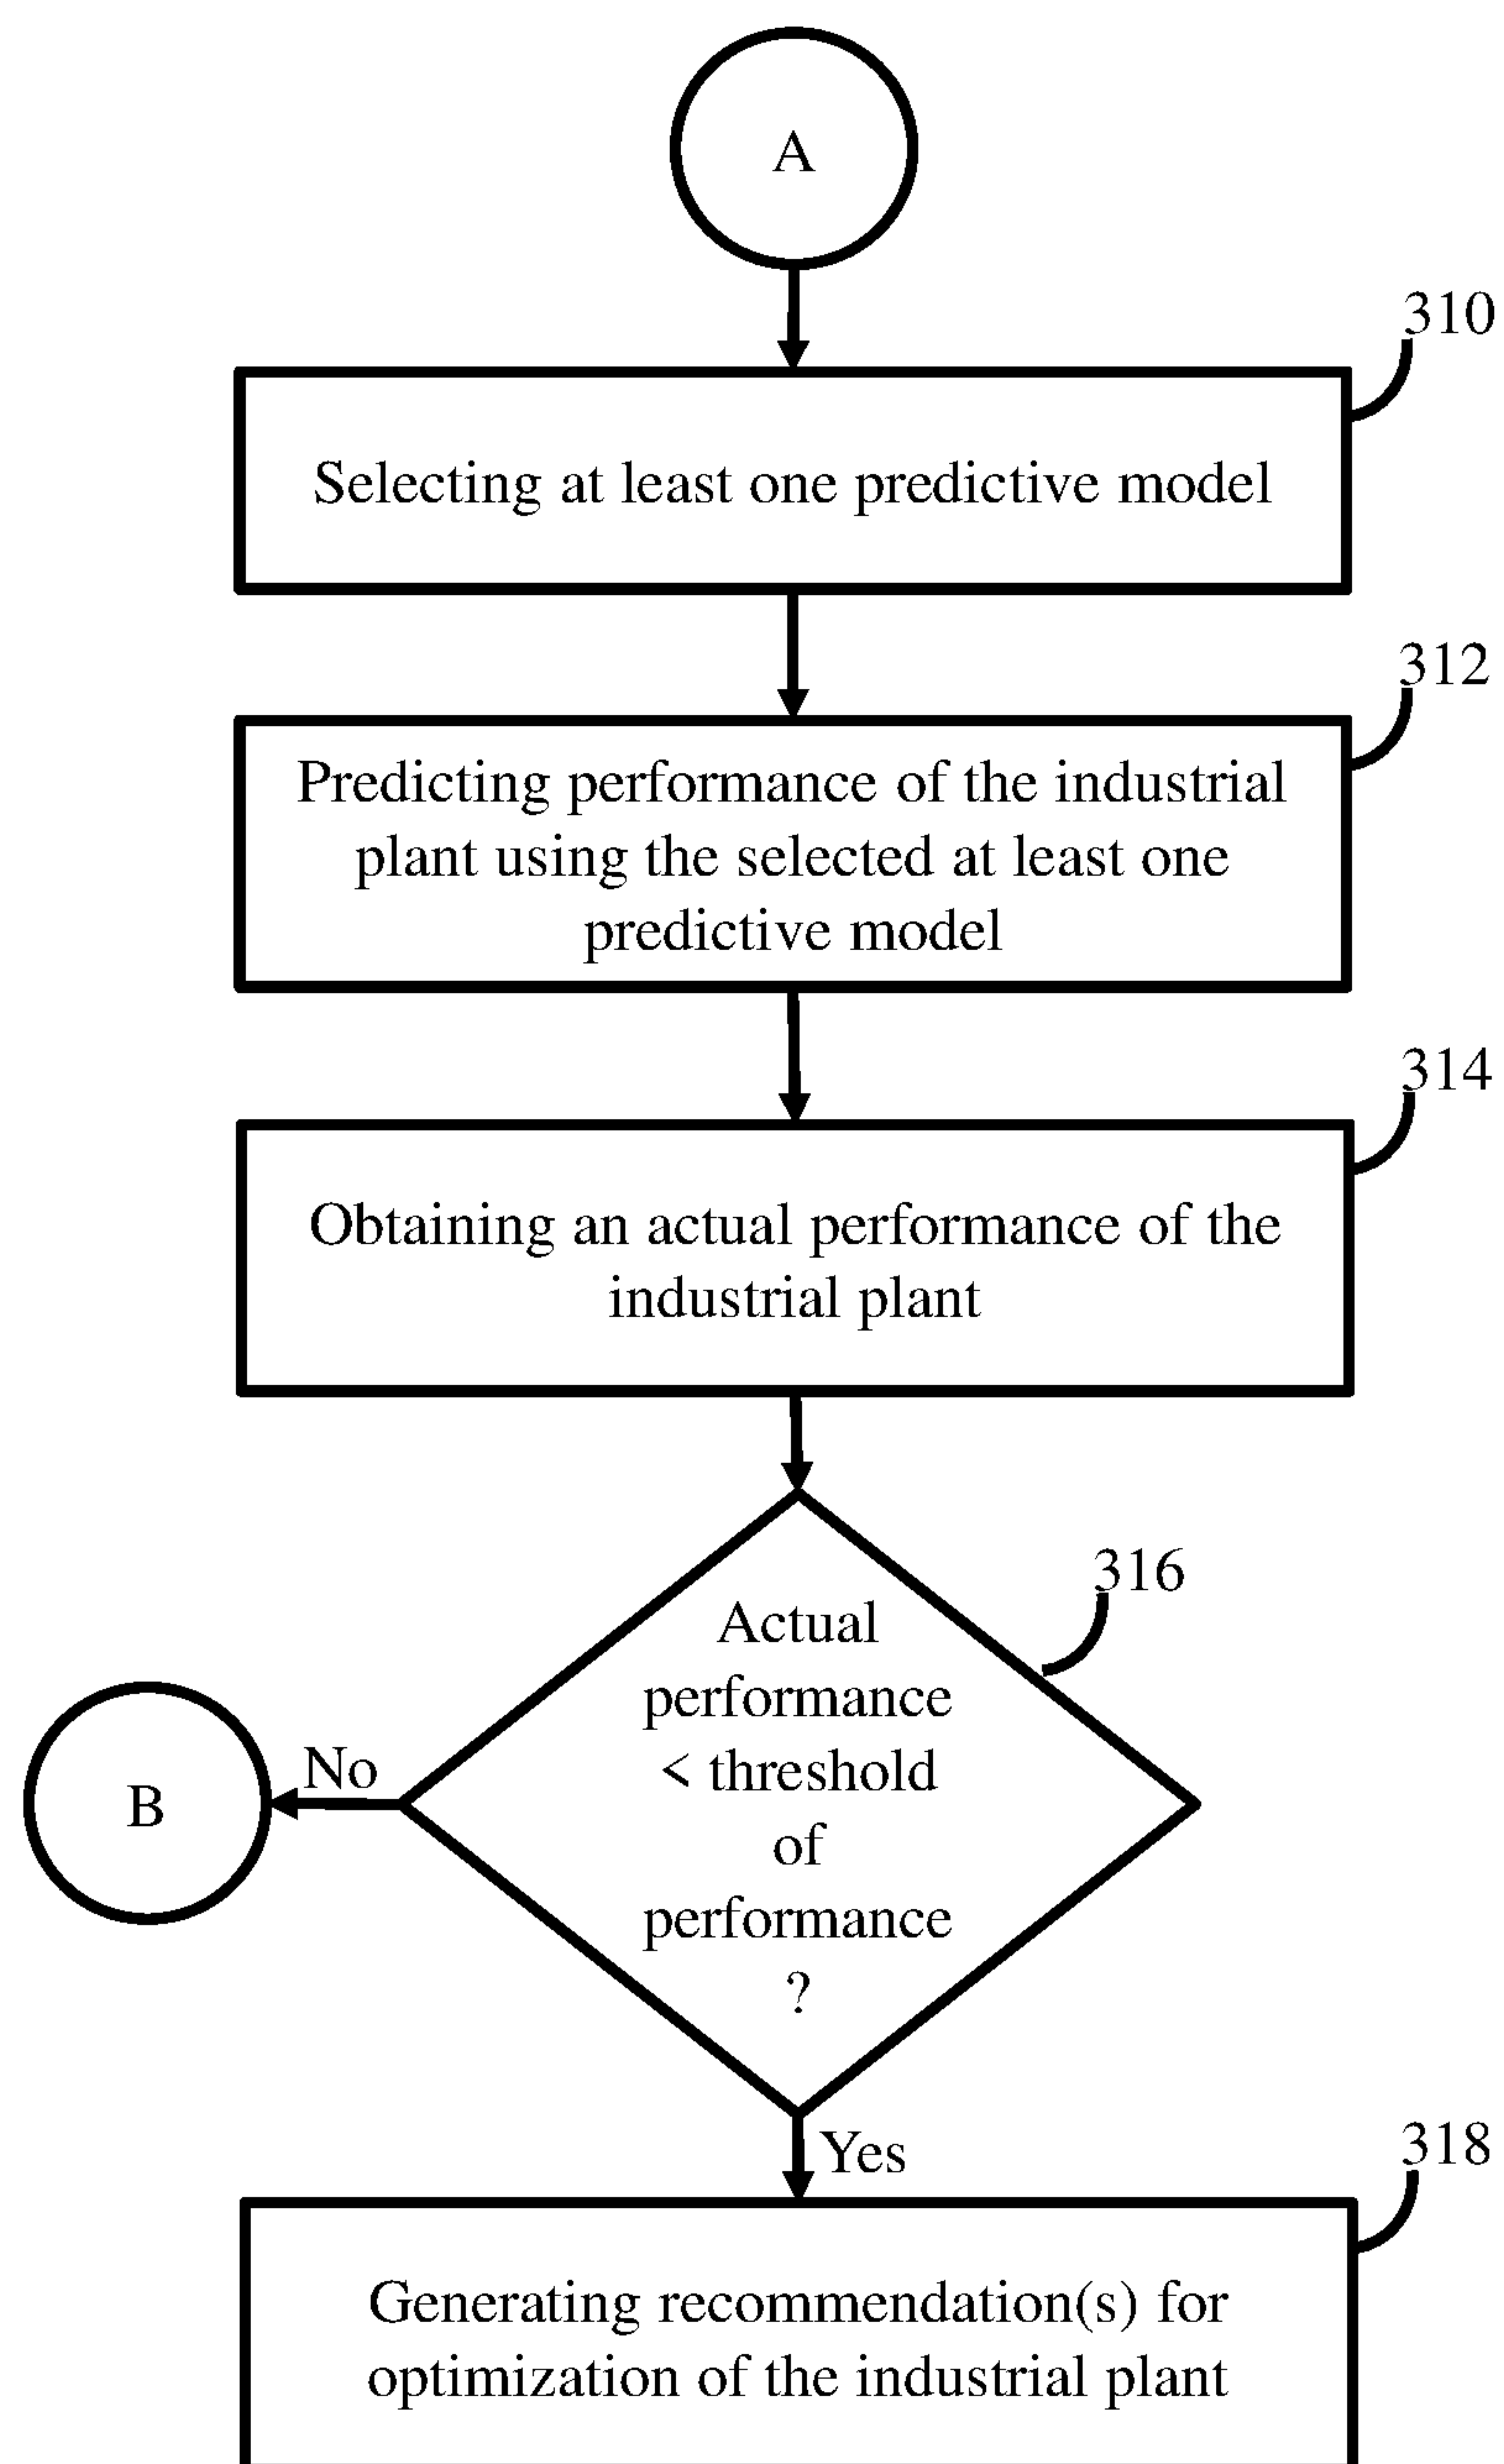 A
310
Selecting at least one predictive model
312
Predicting performance of the industrial
plant using the selected at least one
predictive model
314
Obtaining an actual performance of the
industrial plant
316
Actual
performance
< threshold
of
performance
?
No
B
Yes
318
Generating recommendation(s) for
optimization of the industrial plant